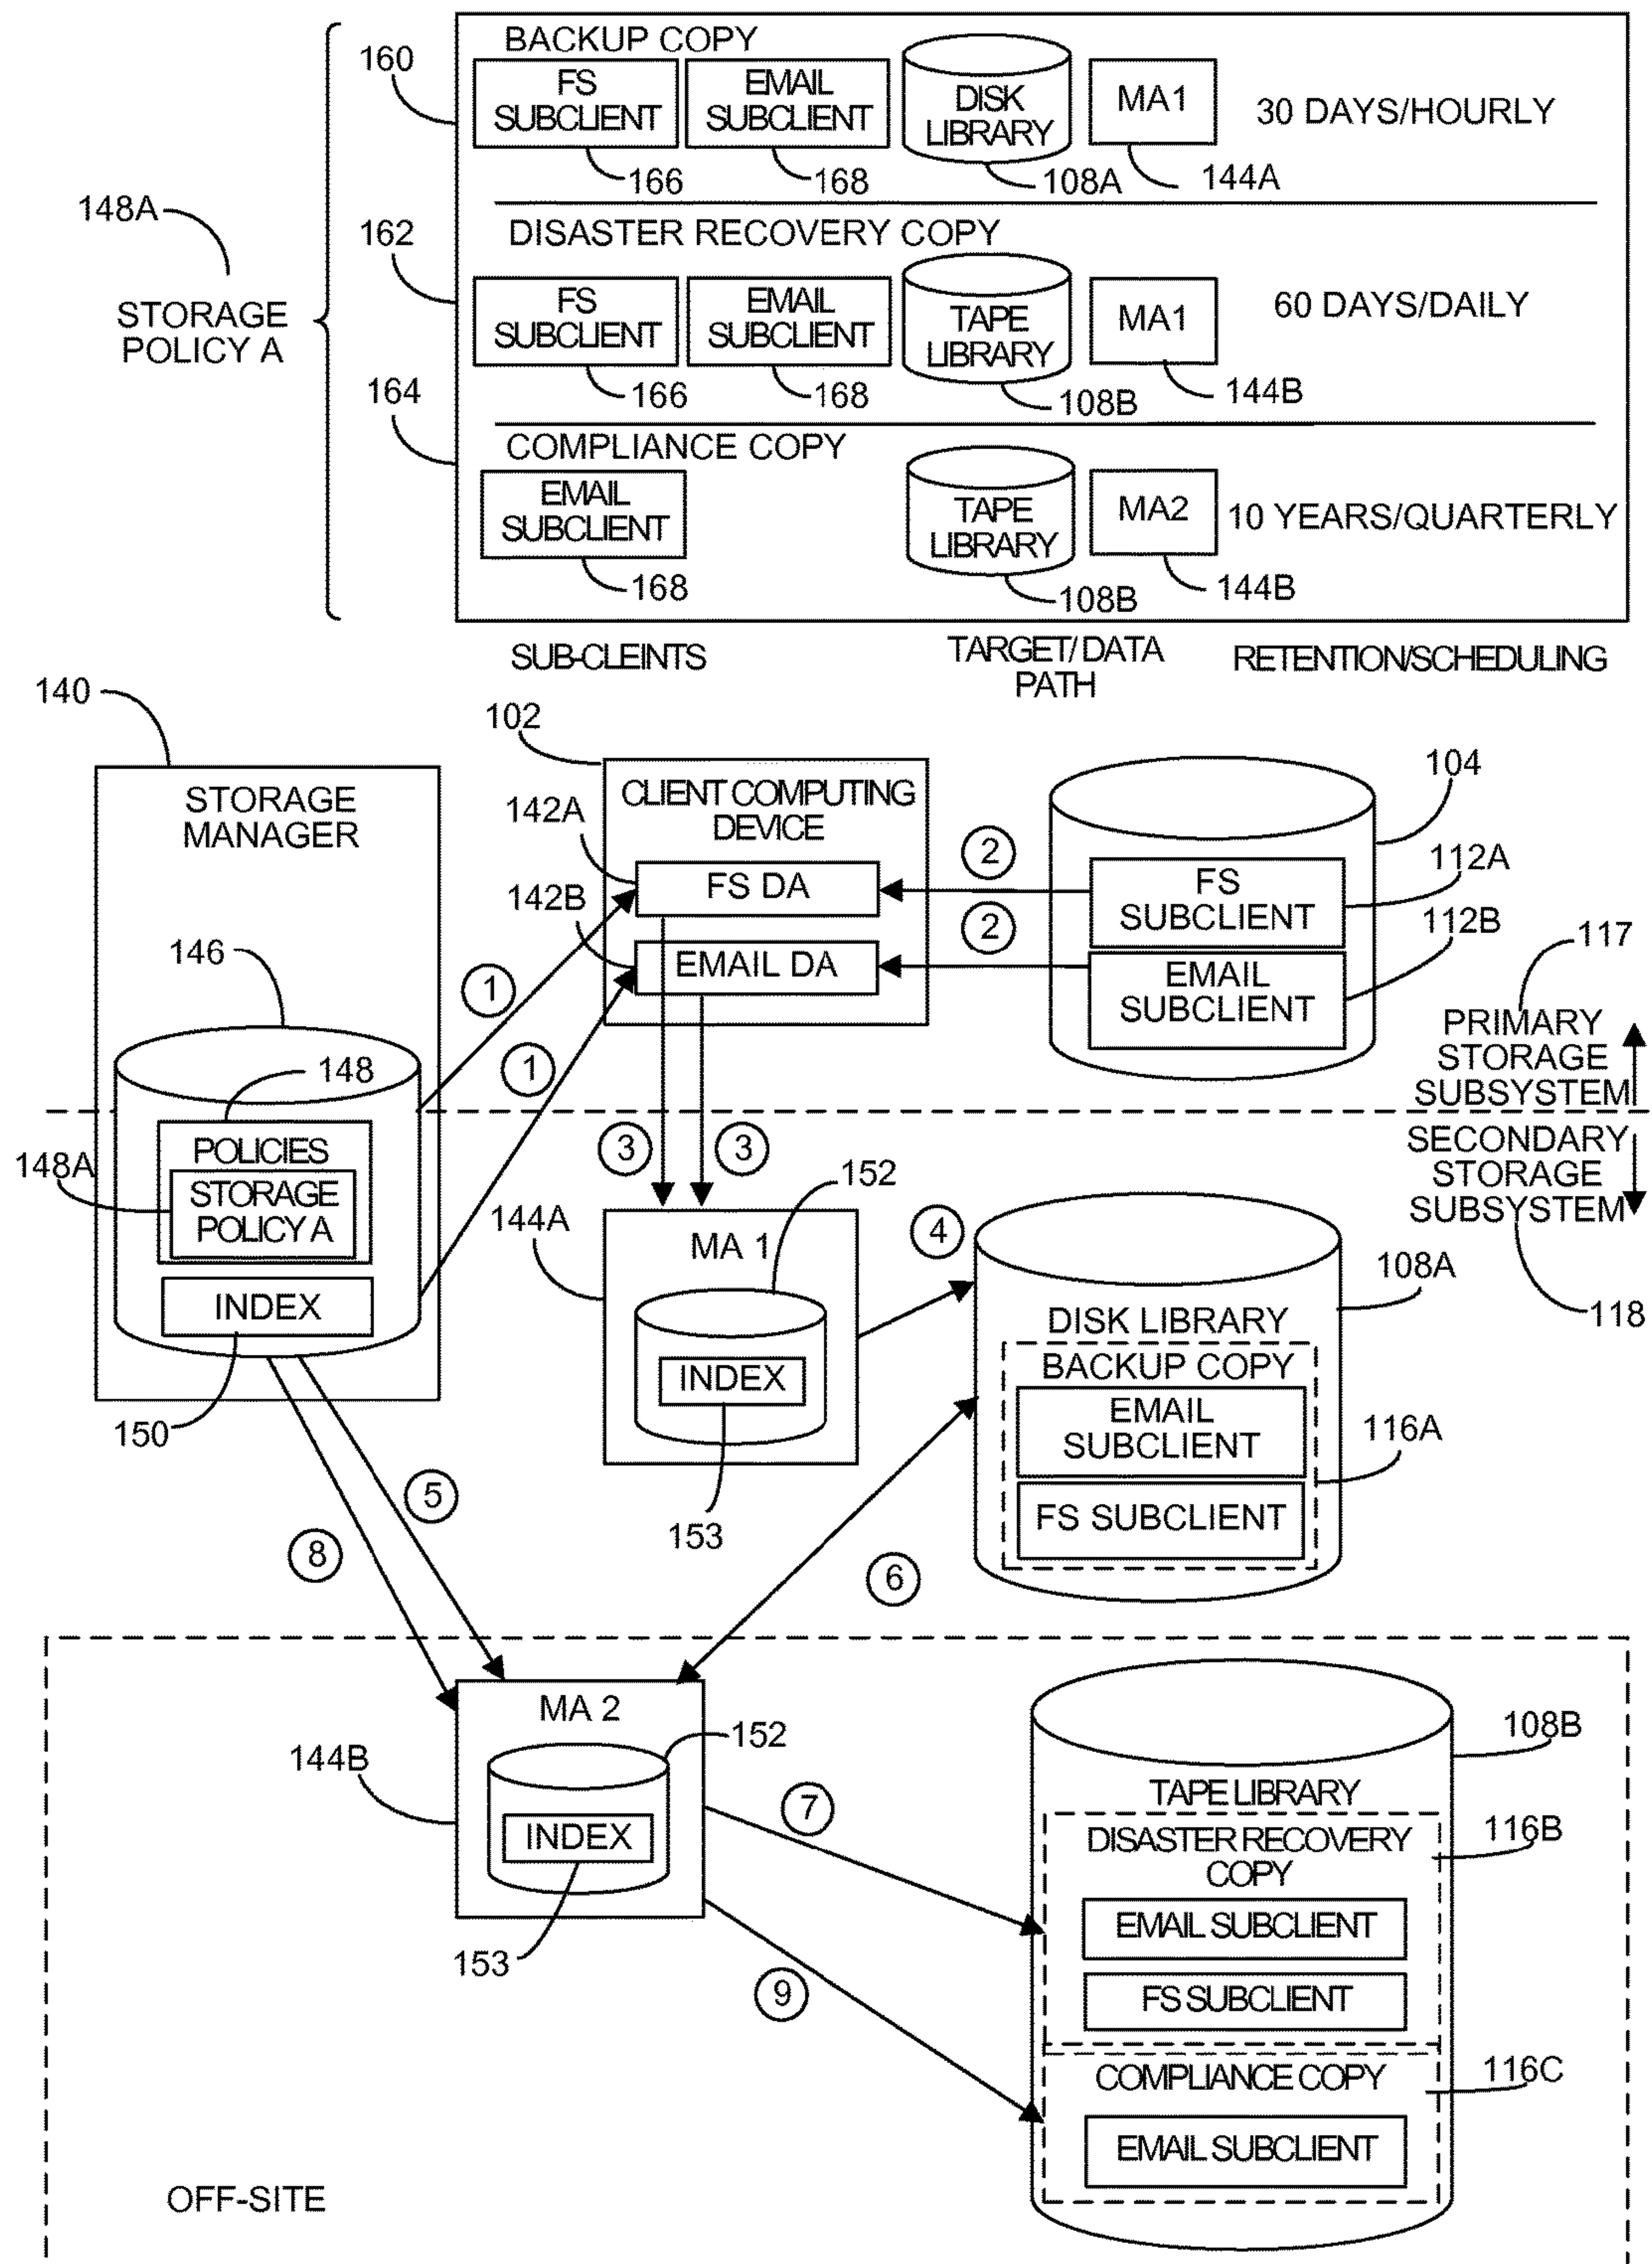 BACKUP COPY
160
FS
SUBCLIENT
EMAIL
SUBCLIENT
DISK
LIBRARY
MA1
30 DAYS/HOURLY
166
168
108A
144A
148A
STORAGE
POLICY A
162
DISASTER RECOVERY COPY
FS
SUBCLIENT
EMAIL
SUBCLIENT
TAPE
LIBRARY
MA1
60 DAYS/DAILY
166
168
108B
144B
164
COMPLIANCE COPY
EMAIL
SUBCLIENT
TAPE
LIBRARY
MA2
10 YEARS/QUARTERLY
168
108B
144B
SUB-CLEINTS
TARGET/DATA
PATH
RETENTION/SCHEDULING
140
STORAGE
MANAGER
102
CLIENT COMPUTING
DEVICE
142A
FS DA
142B
EMAIL DA
2
2
104
FS
SUBCLIENT
112A
EMAIL
SUBCLIENT
112B
117
PRIMARY
STORAGE
SUBSYSTEM
SECONDARY
STORAGE
SUBSYSTEM
118
146
148
POLICIES
148A
STORAGE
POLICY A
INDEX
150
1
1
3
3
144A
MA 1
152
INDEX
153
4
108A
DISK LIBRARY
BACKUP COPY
EMAIL
SUBCLIENT
FS SUBCLIENT
116A
5
8
6
MA 2
144B
152
INDEX
153
7
9
108B
TAPE LIBRARY
DISASTER RECOVERY
COPY
116B
EMAIL SUBCLIENT
FS SUBCLIENT
COMPLIANCE COPY
116C
EMAIL SUBCLIENT
OFF-SITE